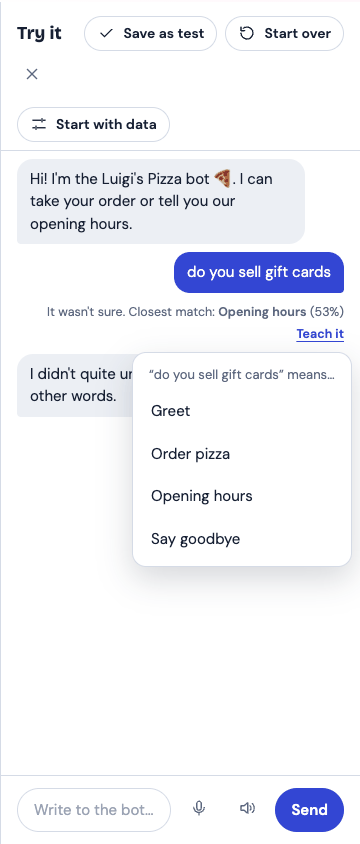 Try it
Save as test
Start over
Start with data
Hi! I'm the Luigi's Pizza bot 🍕. I can
take your order or tell you our
opening hours.
do you sell gift cards
It wasn't sure. Closest match: Opening hours (53%)
Teach it
I didn't quite
other words.
“do you sell gift cards” means...
Greet
Order pizza
Opening hours
Say goodbye
Write to the bot...
Send